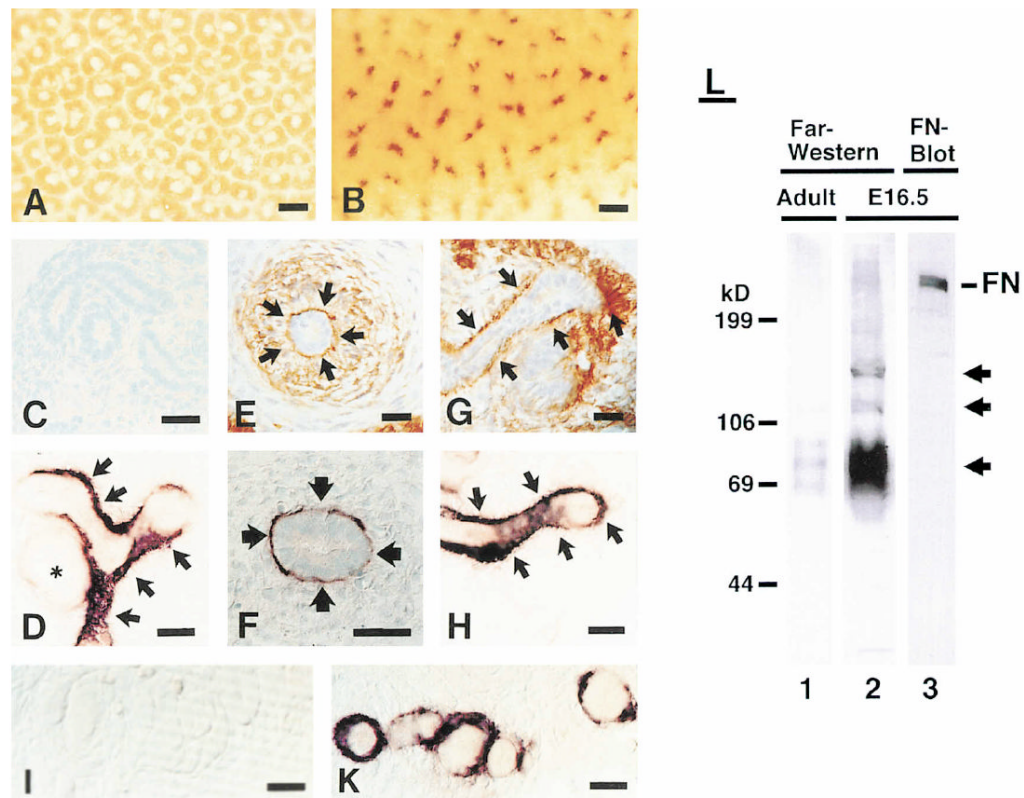 A
B
C
E
G
D
*
F
H
I
K
L
Far-
Western
FN-
Blot
Adult
E16.5
kD
199
106
69
44
FN
1 2 3